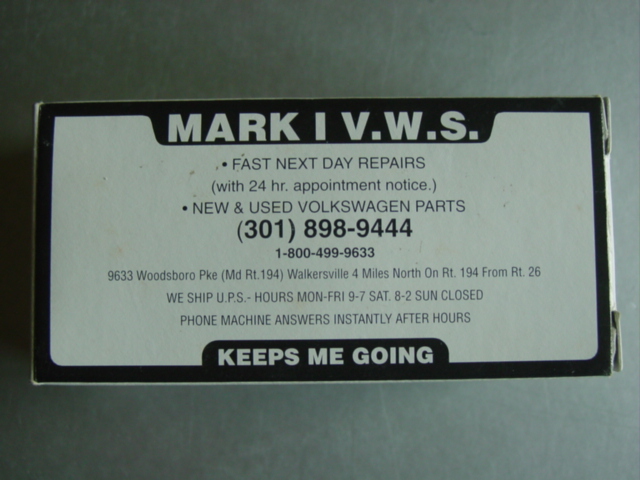 MARK I V.W.S.
• FAST NEXT DAY REPAIRS
(with 24 hr. appointment notice.)
• NEW & USED VOLKSWAGEN PARTS
(301) 898-9444
1-800-499-9633
9633 Woodsboro Pke (Md Rt.194) Walkersville 4 Miles North On Rt. 194 From Rt. 26
WE SHIP U.P.S.- HOURS MON-FRI 9-7 SAT. 8-2 SUN CLOSED
PHONE MACHINE ANSWERS INSTANTLY AFTER HOURS
KEEPS ME GOING